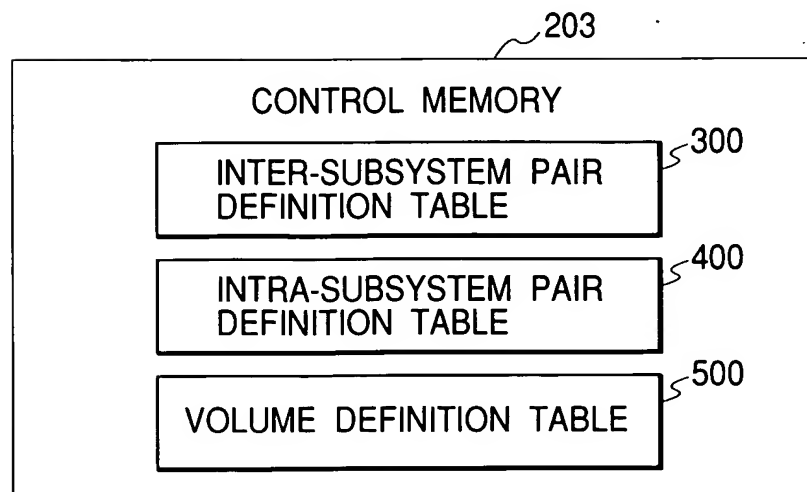 203
CONTROL MEMORY
300
INTER-SUBSYSTEM PAIR
DEFINITION TABLE
400
INTRA-SUBSYSTEM PAIR
DEFINITION TABLE
500
VOLUME DEFINITION TABLE